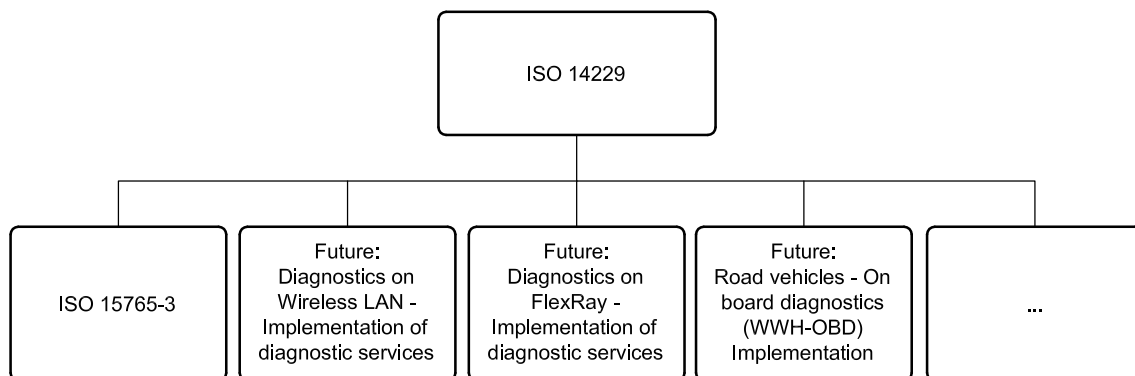 ISO 14229
ISO 15765-3
Future:
Diagnostics on
Wireless LAN -
Implementation of
diagnostic services
Future:
Diagnostics on
FlexRay -
Implementation of
diagnostic services
Future:
Road vehicles - On
board diagnostics
(WWH-OBD)
Implementation
...